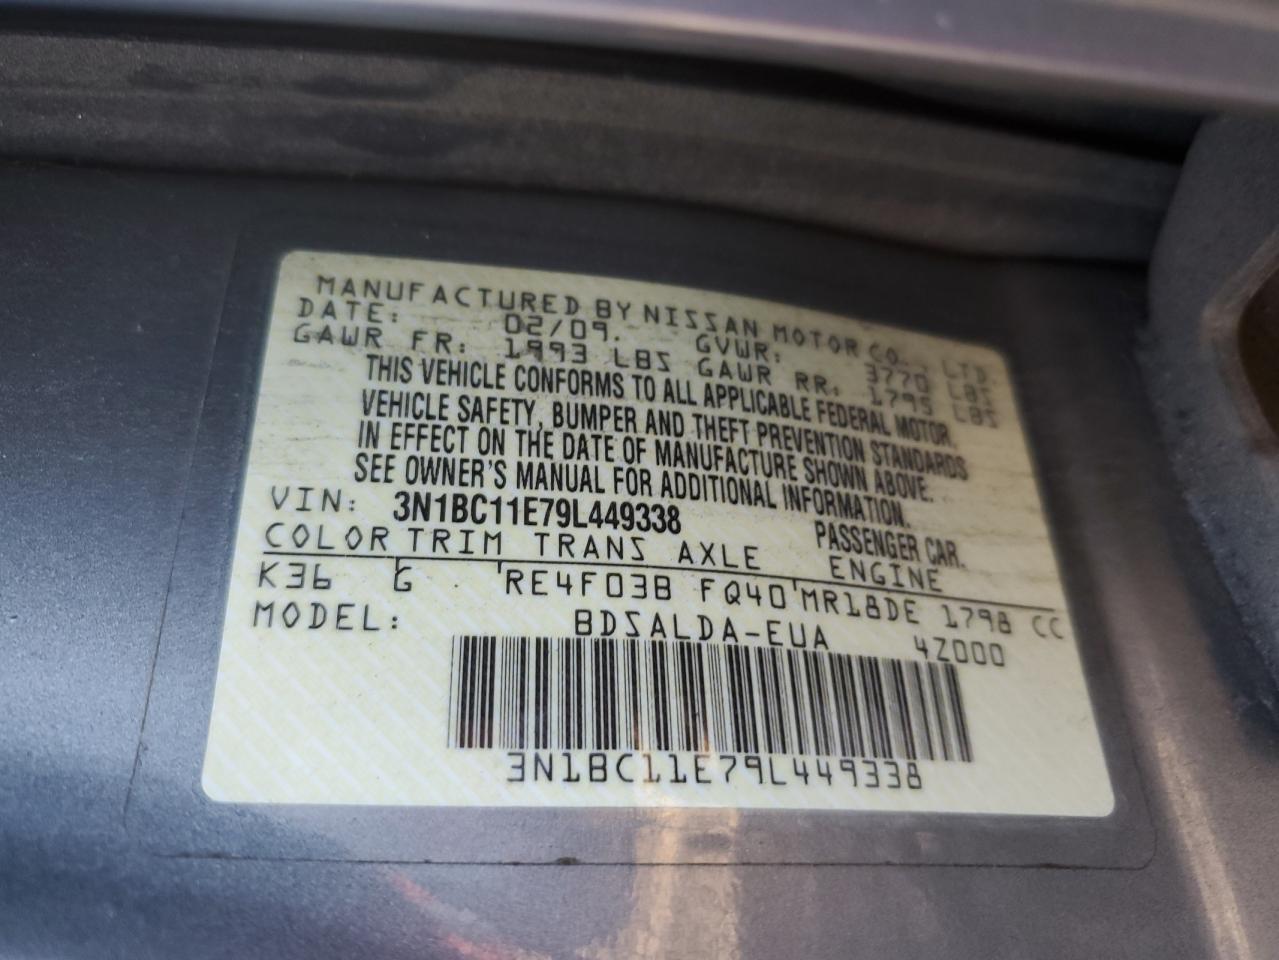 MANUFACTURED BY NISSAN MOTOR CO., LTD.
DATE: 02/09. GVWR: 3770 LBS
GAWR FR: 1993 LBS GAWR RR: 1795 LBS
THIS VEHICLE CONFORMS TO ALL APPLICABLE FEDERAL MOTOR
VEHICLE SAFETY, BUMPER AND THEFT PREVENTION STANDARDS
IN EFFECT ON THE DATE OF MANUFACTURE SHOWN ABOVE.
SEE OWNER'S MANUAL FOR ADDITIONAL INFORMATION.
VIN: 3N1BC11E79L449338 PASSENGER CAR.
COLOR TRIM TRANS AXLE ENGINE
K36 G RE4F03B FQ40 MR18DE 1798 CC
MODEL: BDSALDA-EUA 4Z000
3N1BC11E79L449338